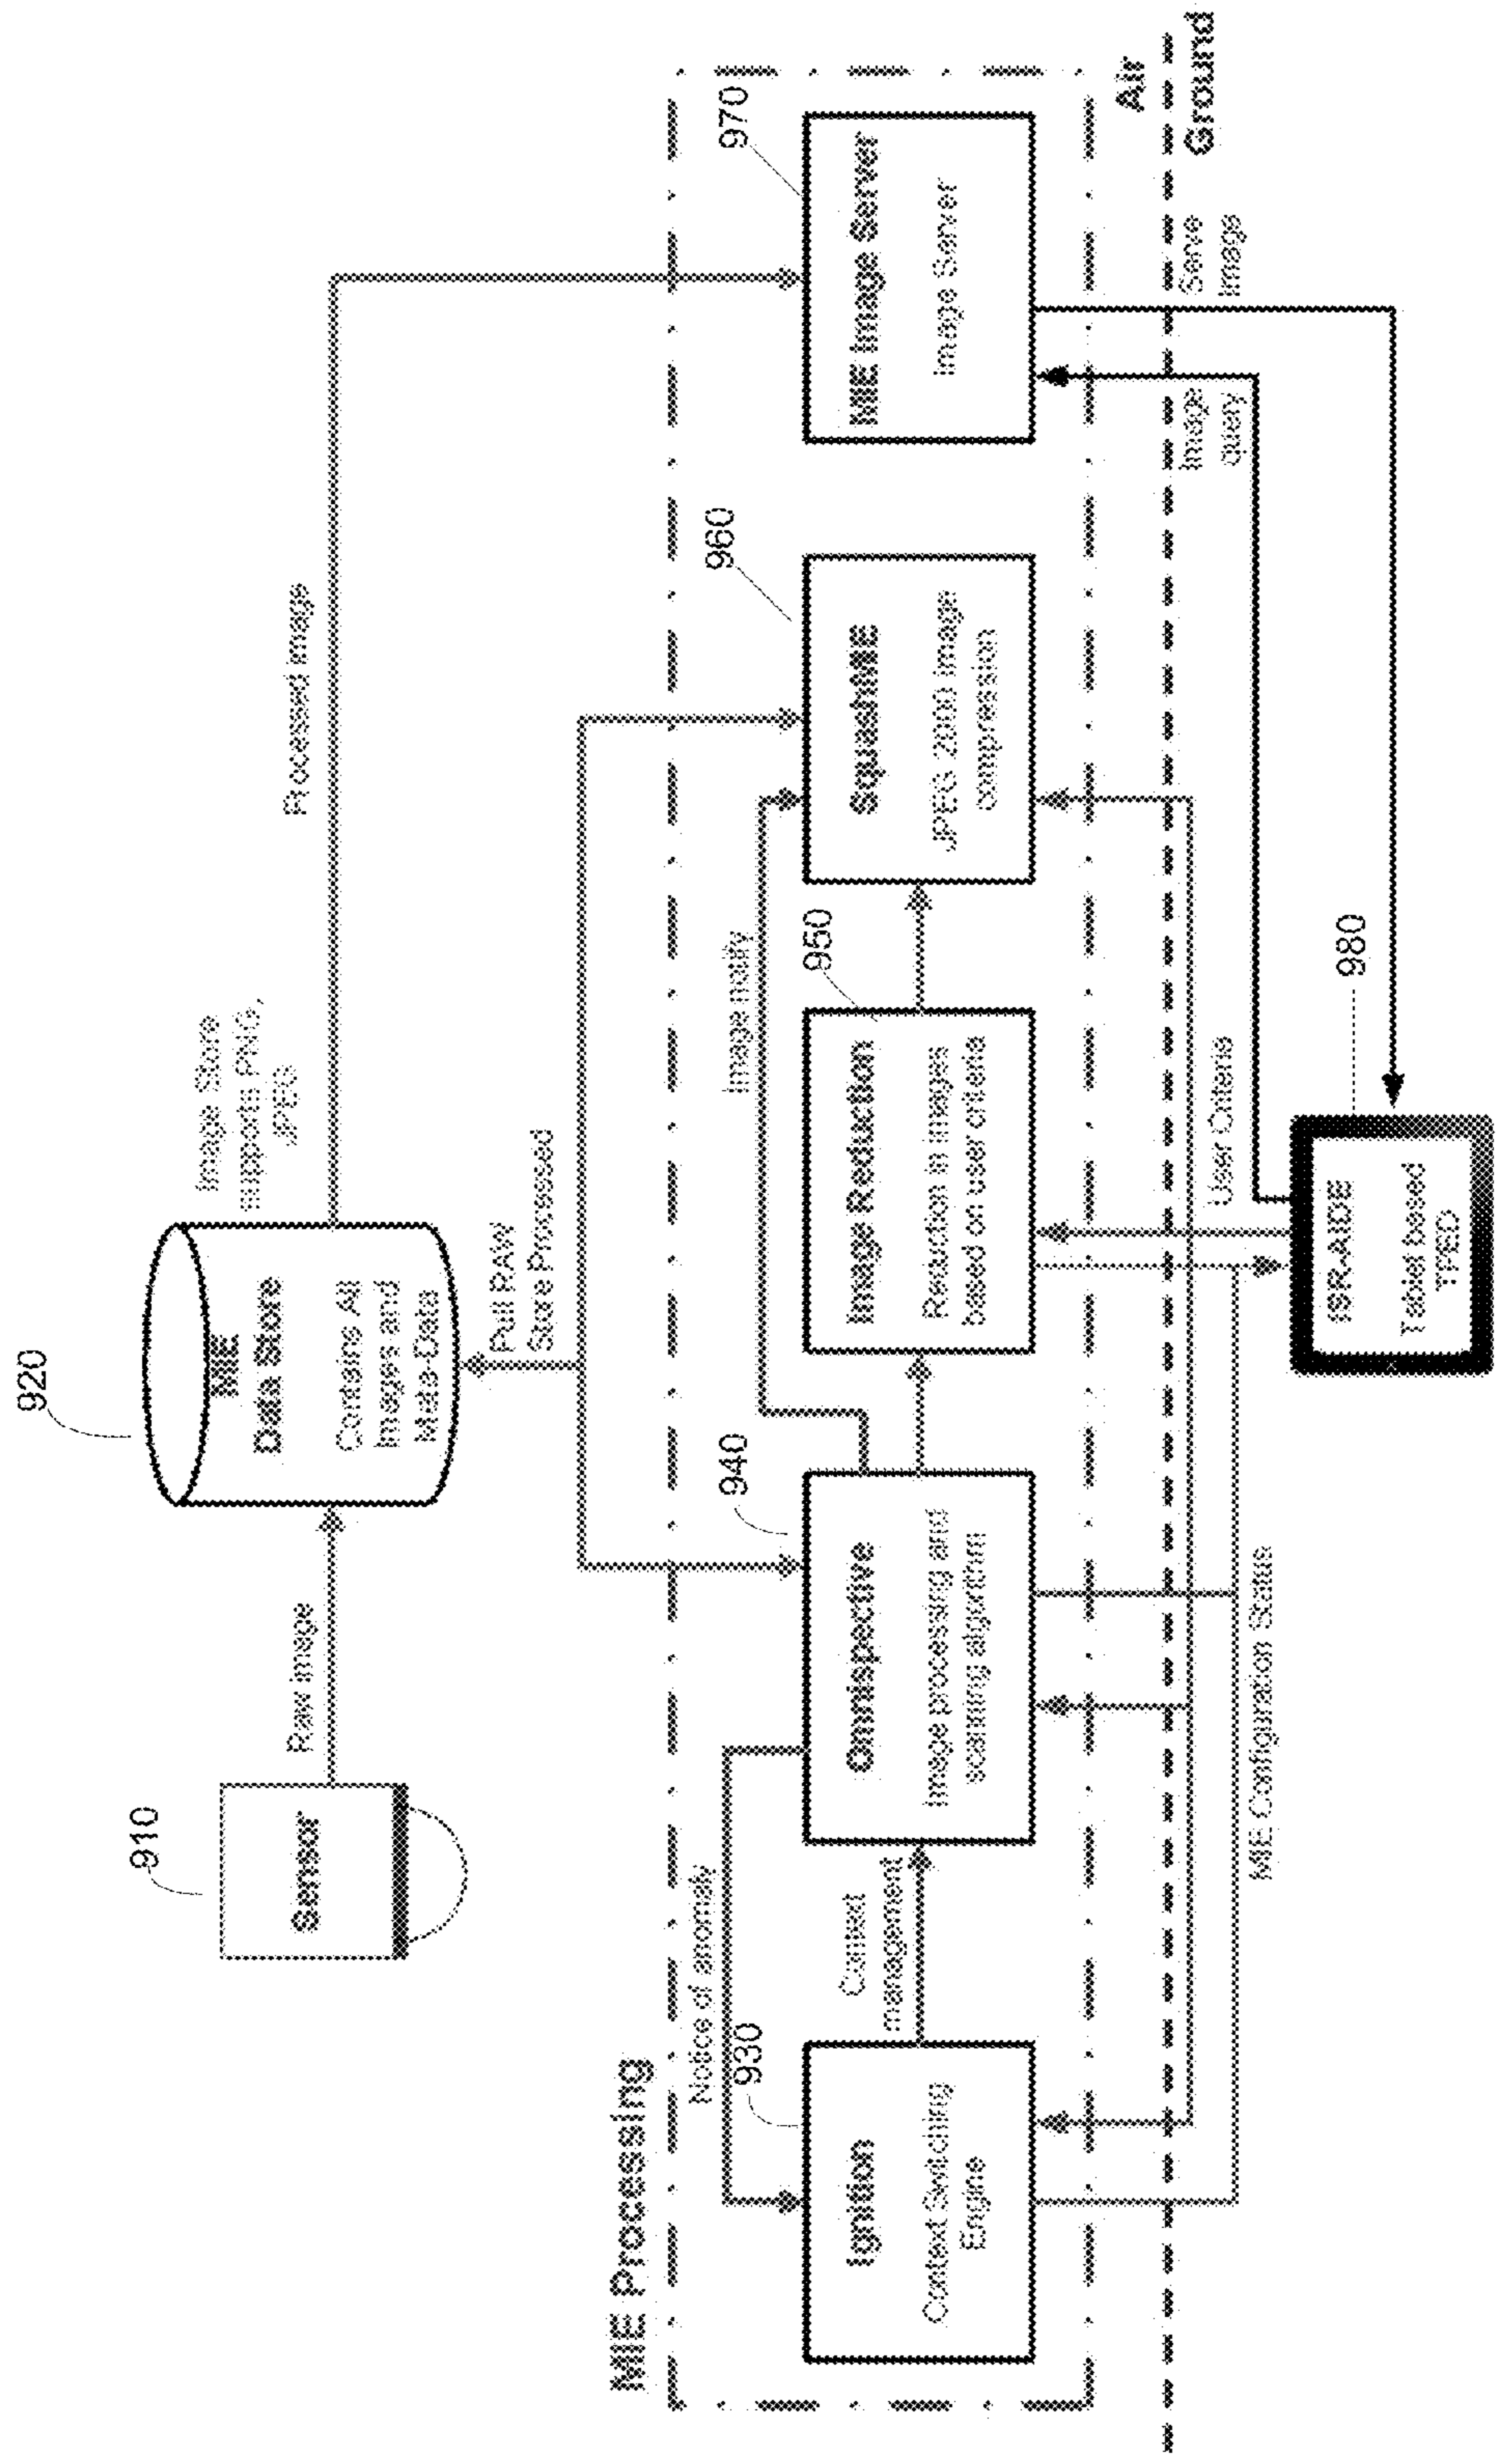 920
MIE
Data Store
Contains All
Images and
Meta-Data
Image Store
supports PNG,
JPEG
910
Sensor
Raw image
Processed image
Pull RAW
Store Processed
MIE Processing
Notice of anomaly
930
Ignition
Context Switching
Engine
Context
management
940
Omnispective
Image processing and
scanning algorithm
Image notify
950
Image Reduction
Reduction in images
based on user criteria
960
SquashMIE
JPEG 2000 image
compression
970
MIE Image Server
Image Server
Air
Ground
Serve
Image
Image
query
User Criteria
MIE Configuration Status
980
ISR-AIDE
Tablet based
TPED